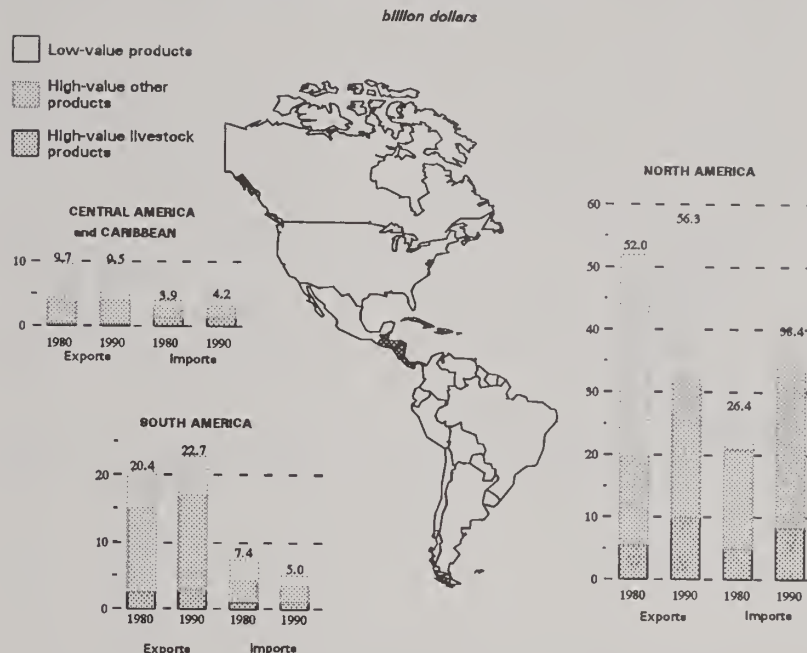 billion dollars
Low-value products
High-value other
products
High-value livestock
products
CENTRAL AMERICA
and CARIBBEAN
10
9.7
9.5
3.9
4.2
0
1980
1990
1980
1990
Exports
Imports
SOUTH AMERICA
20
20.4
22.7
10
7.4
5.0
0
1980
1990
1980
1990
Exports
Imports
NORTH AMERICA
60
56.3
52.0
50
40
38.4
30
26.4
20
10
0
1980
1990
1980
1990
Exports
Imports